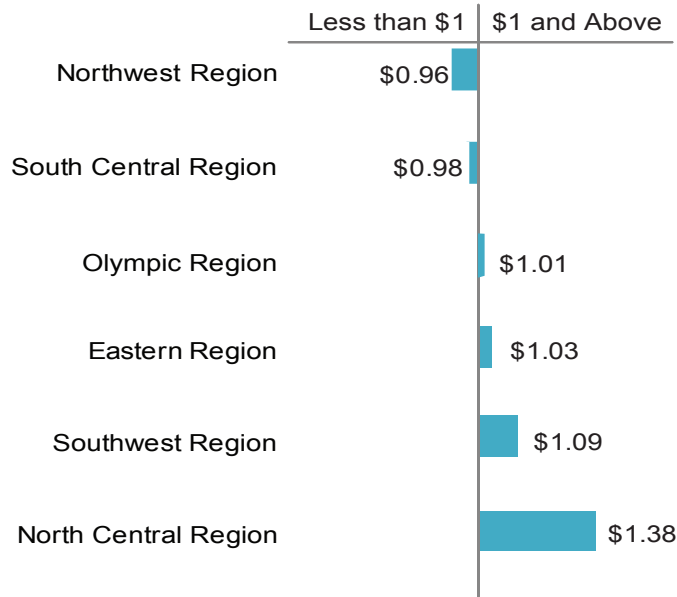 Less than $1 $1 and Above
Northwest Region $0.96
South Central Region $0.98
Olympic Region $1.01
Eastern Region $1.03
Southwest Region $1.09
North Central Region $1.38